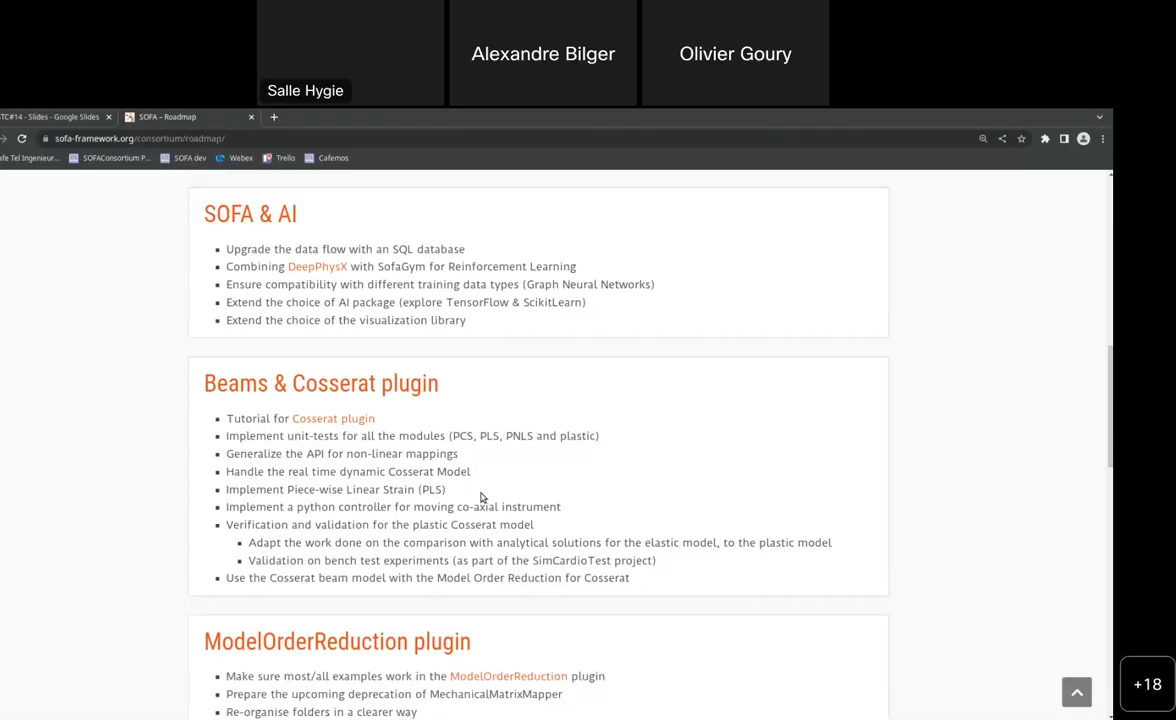 Salle Hygie
Alexandre Bilger
Olivier Goury
TC#14 - Slides - Google Slides
SOFA – Roadmap
sofa-framework.org/consortium/roadmap/
afe Tel Ingenieur...
SOFAConsortium P...
SOFA dev
Webex
Trello
Cafemos
SOFA & AI
Upgrade the data flow with an SQL database
Combining DeepPhysX with SofaGym for Reinforcement Learning
Ensure compatibility with different training data types (Graph Neural Networks)
Extend the choice of AI package (explore TensorFlow & ScikitLearn)
Extend the choice of the visualization library
Beams & Cosserat plugin
Tutorial for Cosserat plugin
Implement unit-tests for all the modules (PCS, PLS, PNLS and plastic)
Generalize the API for non-linear mappings
Handle the real time dynamic Cosserat Model
Implement Piece-wise Linear Strain (PLS)
Implement a python controller for moving co-axial instrument
Verification and validation for the plastic Cosserat model
Adapt the work done on the comparison with analytical solutions for the elastic model, to the plastic model
Validation on bench test experiments (as part of the SimCardioTest project)
Use the Cosserat beam model with the Model Order Reduction for Cosserat
ModelOrderReduction plugin
Make sure most/all examples work in the ModelOrderReduction plugin
Prepare the upcoming deprecation of MechanicalMatrixMapper
Re-organise folders in a clearer way
+18